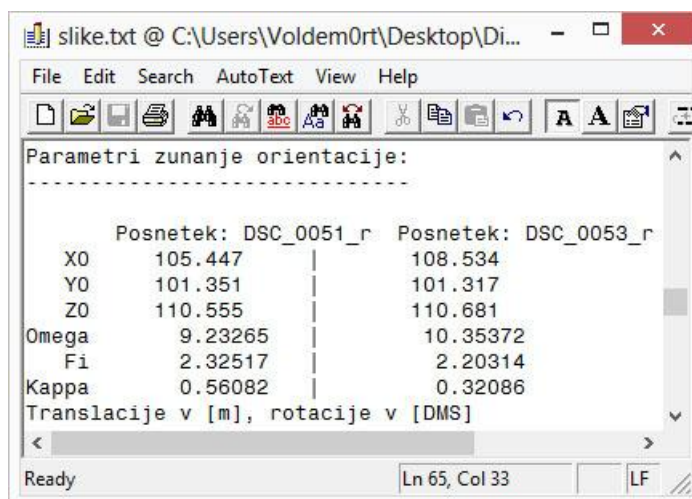 slike.txt @ C:\Users\Voldem0rt\Desktop\Di...
File Edit Search AutoText View Help
Parametri zunanje orientacije:
------------------------------
Posnetek: DSC_0051_r Posnetek: DSC_0053_r
X0 105.447 | 108.534
Y0 101.351 | 101.317
Z0 110.555 | 110.681
Omega 9.23265 | 10.35372
Fi 2.32517 | 2.20314
Kappa 0.56082 | 0.32086
Translacije v [m], rotacije v [DMS]
Ready Ln 65, Col 33 LF